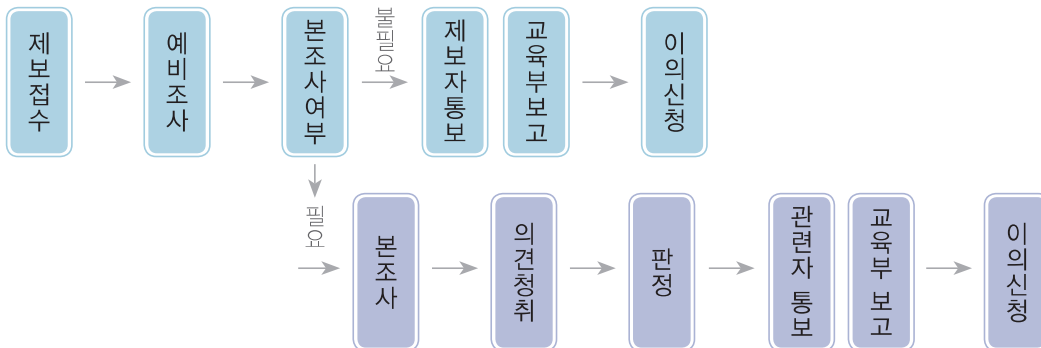 제보접수
예비조사
본조사여부
불필요
제보자통보
교육부보고
이의신청
필요
본조사
의견청취
판정
관련자 통보
교육부 보고
이의신청